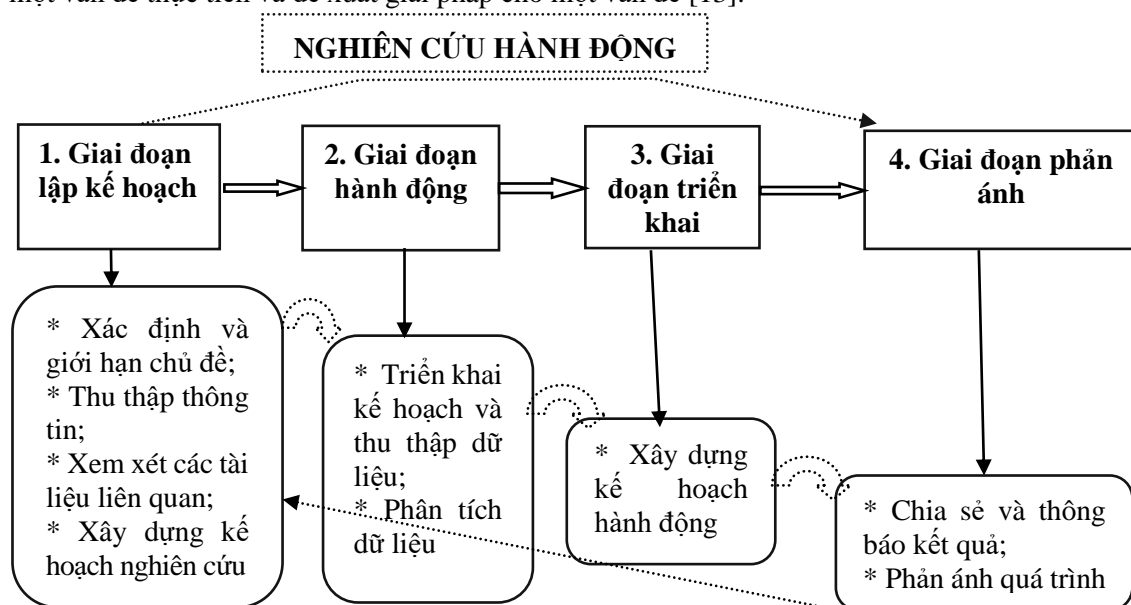 một vấn đề thực tiễn và đề xuất giải pháp cho một vấn đề [13].
NGHIÊN CỨU HÀNH ĐỘNG
1. Giai đoạn
lập kế hoạch
2. Giai đoạn
hành động
3. Giai
đoạn triển
khai
4. Giai đoạn phản
ánh
* Xác định và
giới hạn chủ đề;
* Thu thập thông
tin;
* Xem xét các tài
liệu liên quan;
* Xây dựng kế
hoạch nghiên cứu
* Triển khai
kế hoạch và
thu thập dữ
liệu;
* Phân tích
dữ liệu
* Xây dựng
kế hoạch
hành động
* Chia sẻ và thông
báo kết quả;
* Phản ánh quá trình